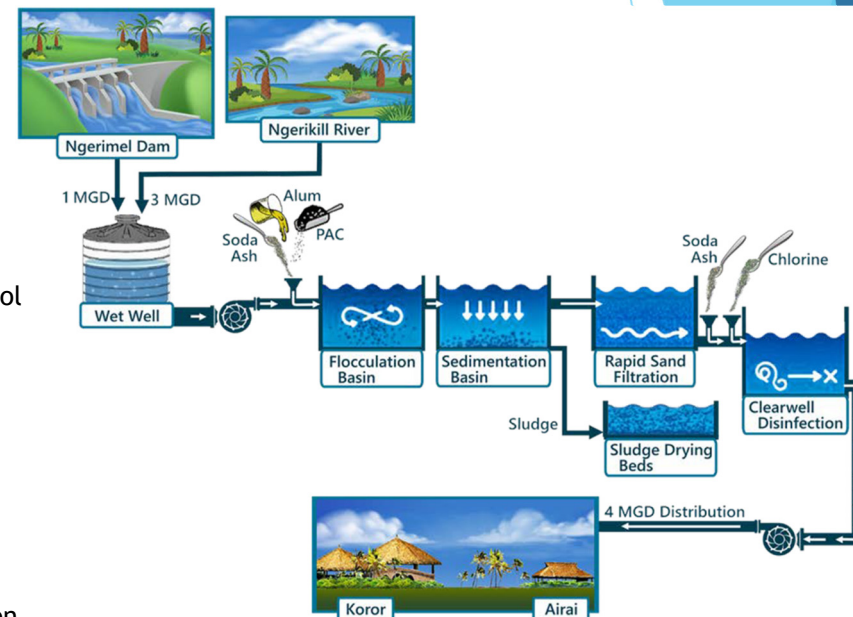 Ngerimel Dam
Ngerikill River
1 MGD
3 MGD
Soda
Ash
Alum
PAC
Soda
Ash
Chlorine
ol
Wet Well
Flocculation
Basin
Sedimentation
Basin
Rapid Sand
Filtration
Clearwell
Disinfection
Sludge
Sludge Drying
Beds
4 MGD Distribution
Koror
Airai